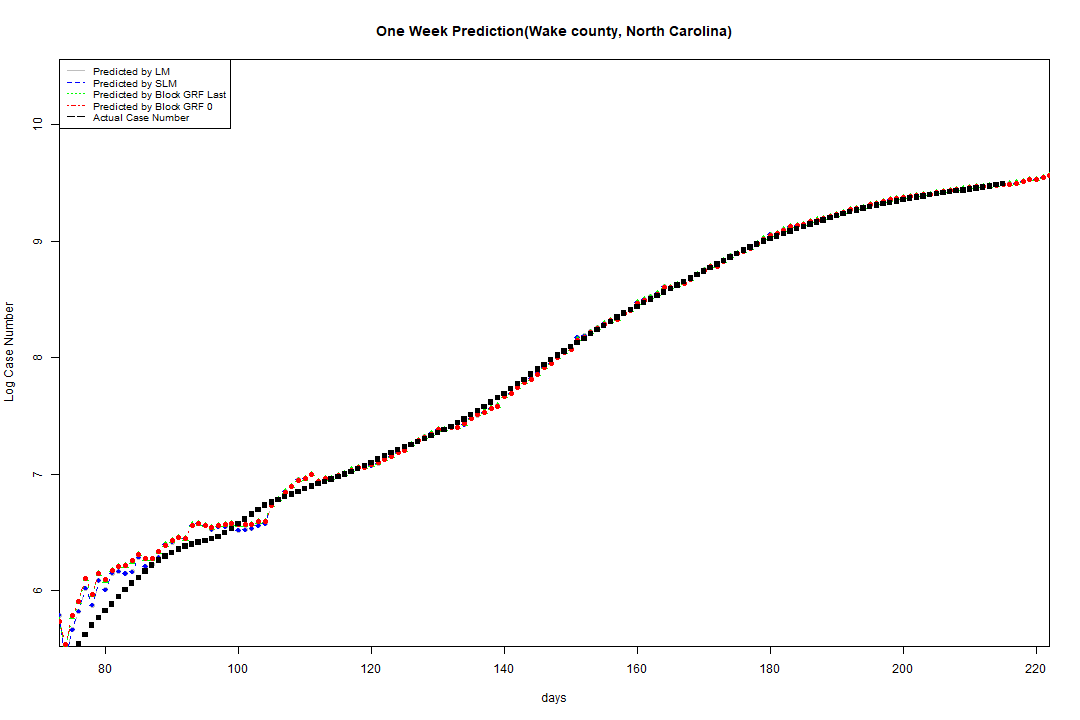 One Week Prediction(Wake county, North Carolina)
Predicted by LM
Predicted by SLM
Predicted by Block GRF Last
Predicted by Block GRF 0
Actual Case Number
10
9
8
7
6
Log Case Number
80 100 120 140 160 180 200 220
days